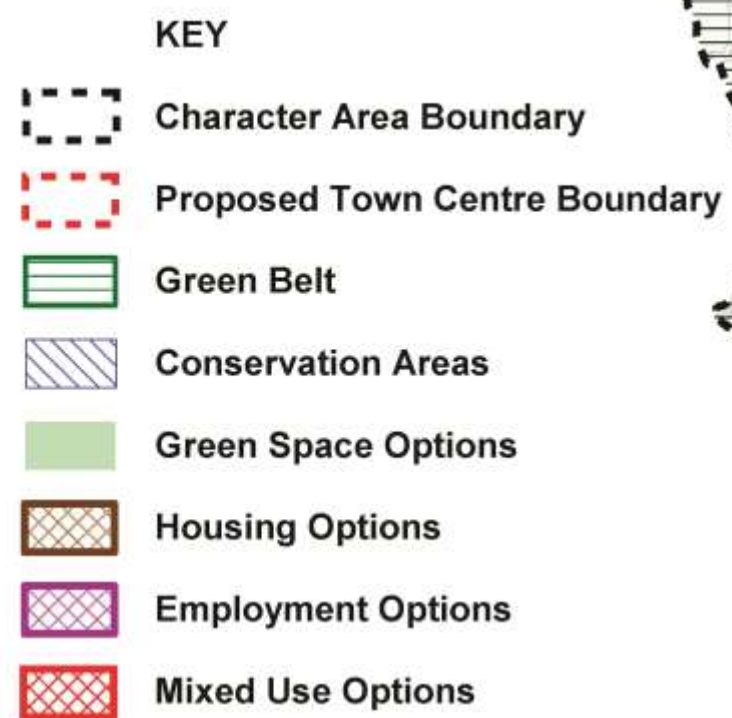 KEY
Character Area Boundary
Proposed Town Centre Boundary
Green Belt
Conservation Areas
Green Space Options
Housing Options
Employment Options
Mixed Use Options